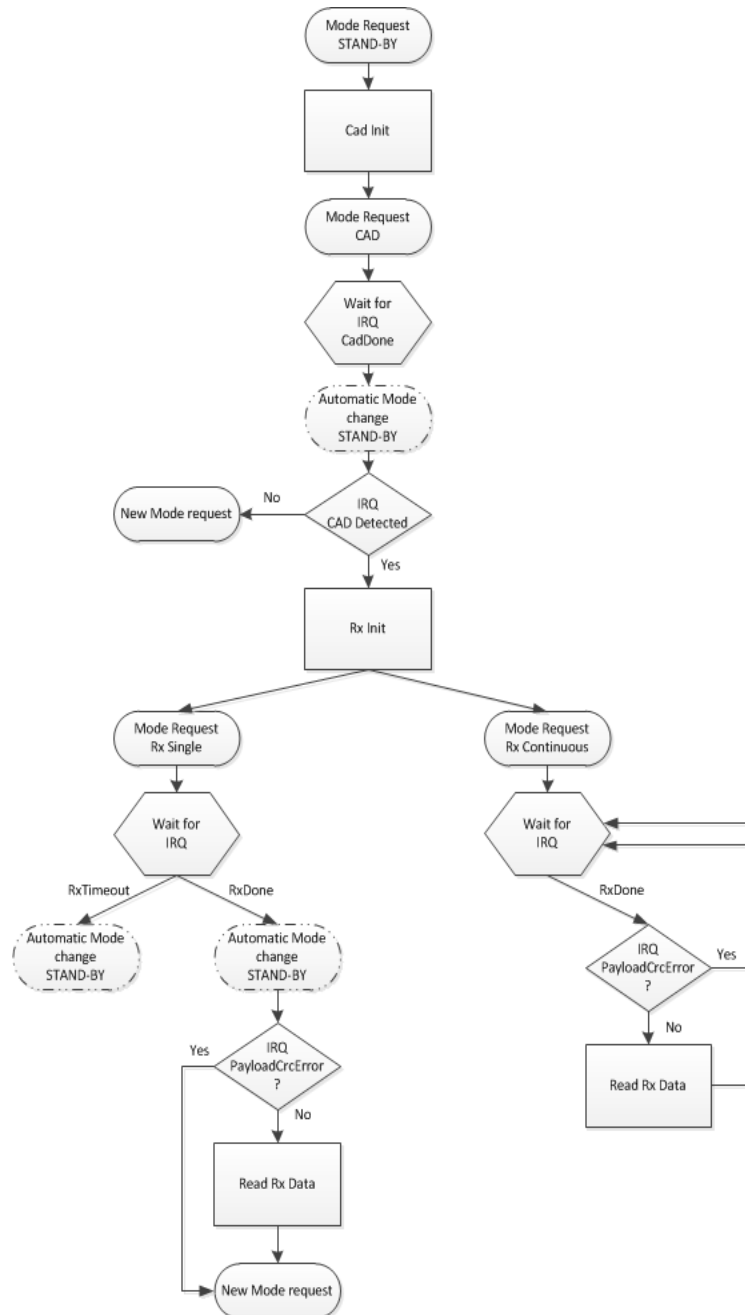 Mode Request
STAND-BY
Cad Init
Mode Request
CAD
Wait for
IRQ
CadDone
Automatic Mode
change
STAND-BY
IRQ
CAD Detected
No
New Mode request
Yes
Rx Init
Mode Request
Rx Single
Mode Request
Rx Continuous
Wait for
IRQ
Wait for
IRQ
RxTimeout
RxDone
RxDone
Automatic Mode
change
STAND-BY
Automatic Mode
change
STAND-BY
IRQ
PayloadCrcError
?
Yes
No
Read Rx Data
Yes
IRQ
PayloadCrcError
?
No
Read Rx Data
New Mode request